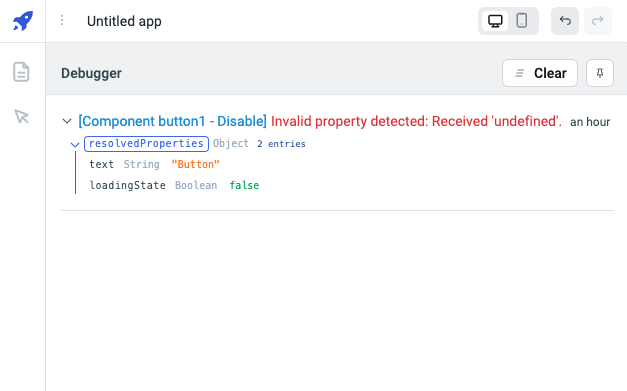 Untitled app
Debugger
Clear
[Component button1 - Disable] Invalid property detected: Received 'undefined'. an hour
resolvedProperties Object 2 entries
text String "Button"
loadingState Boolean false